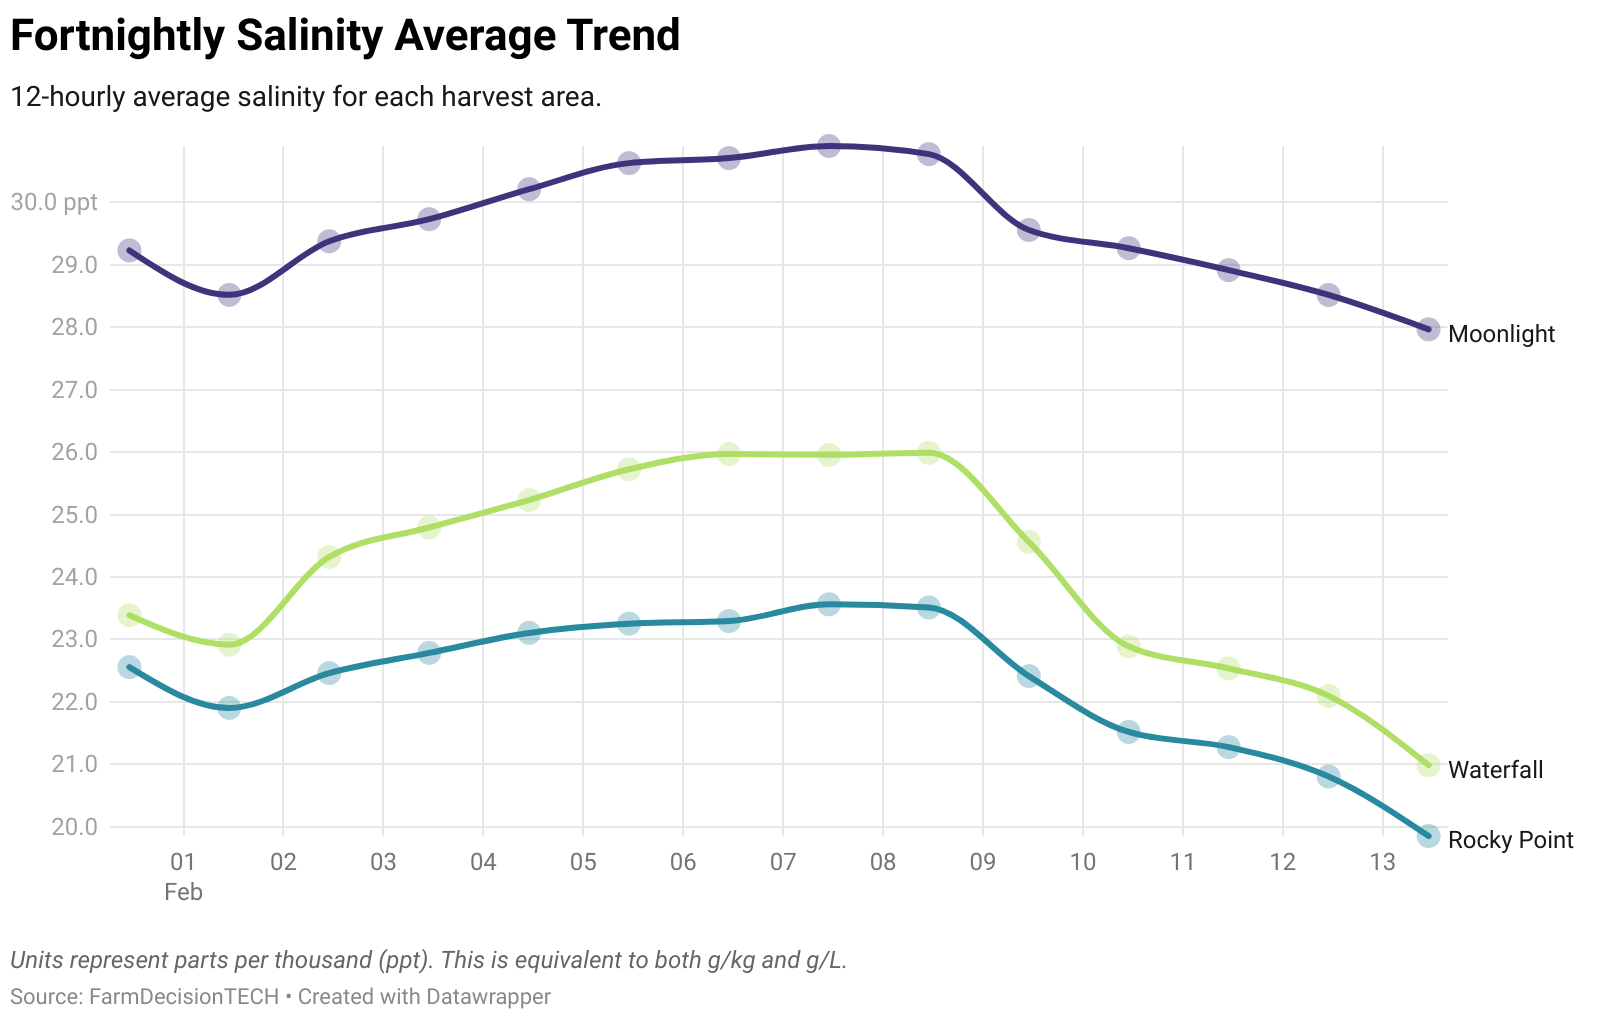 Fortnightly Salinity Average Trend
12-hourly average salinity for each harvest area.
30.0 ppt
29.0
28.0
Moonlight
27.0
26.0
25.0
24.0
23.0
22.0
21.0
Waterfall
20.0
Rocky Point
01 02 03 04 05 06 07 08 09 10 11 12 13
Feb
Units represent parts per thousand (ppt). This is equivalent to both g/kg and g/L.
Source: FarmDecisionTECH • Created with Datawrapper